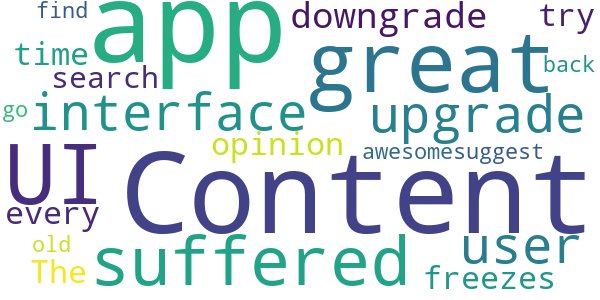 find app downgrade try
time great back
search
go interface upgrade
opinion awesomesuggest
UI Content
every
old suffered user
The freezes